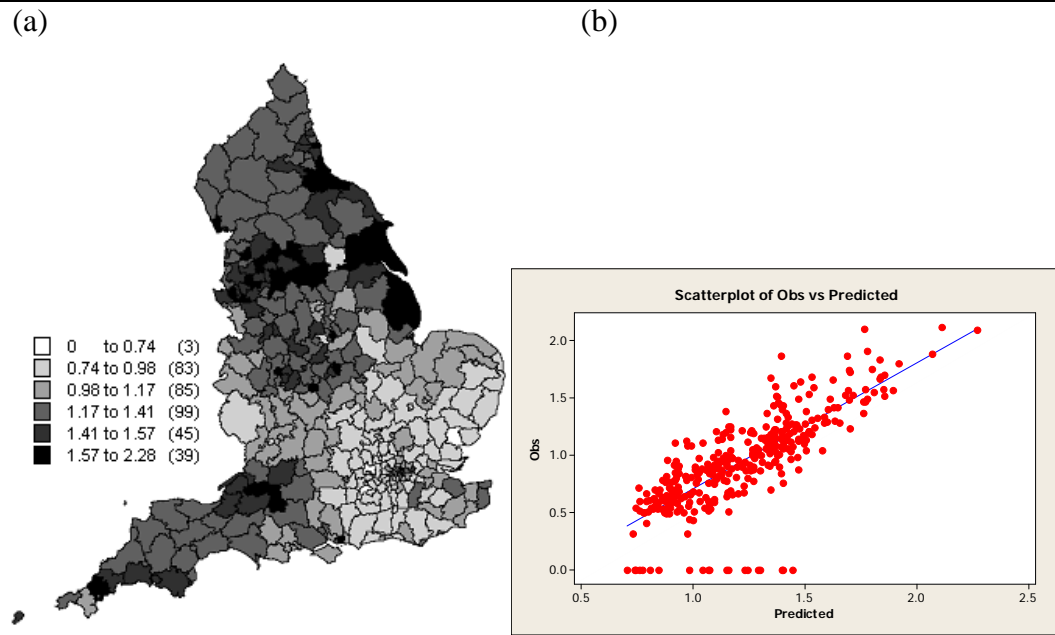 (a)
(b)
0 to 0.74 (3)
0.74 to 0.98 (83)
0.98 to 1.17 (85)
1.17 to 1.41 (99)
1.41 to 1.57 (45)
1.57 to 2.28 (39)
Scatterplot of Obs vs Predicted
2.0
1.5
1.0
0.5
0.0
Obs
0.5 1.0 1.5 2.0 2.5
Predicted